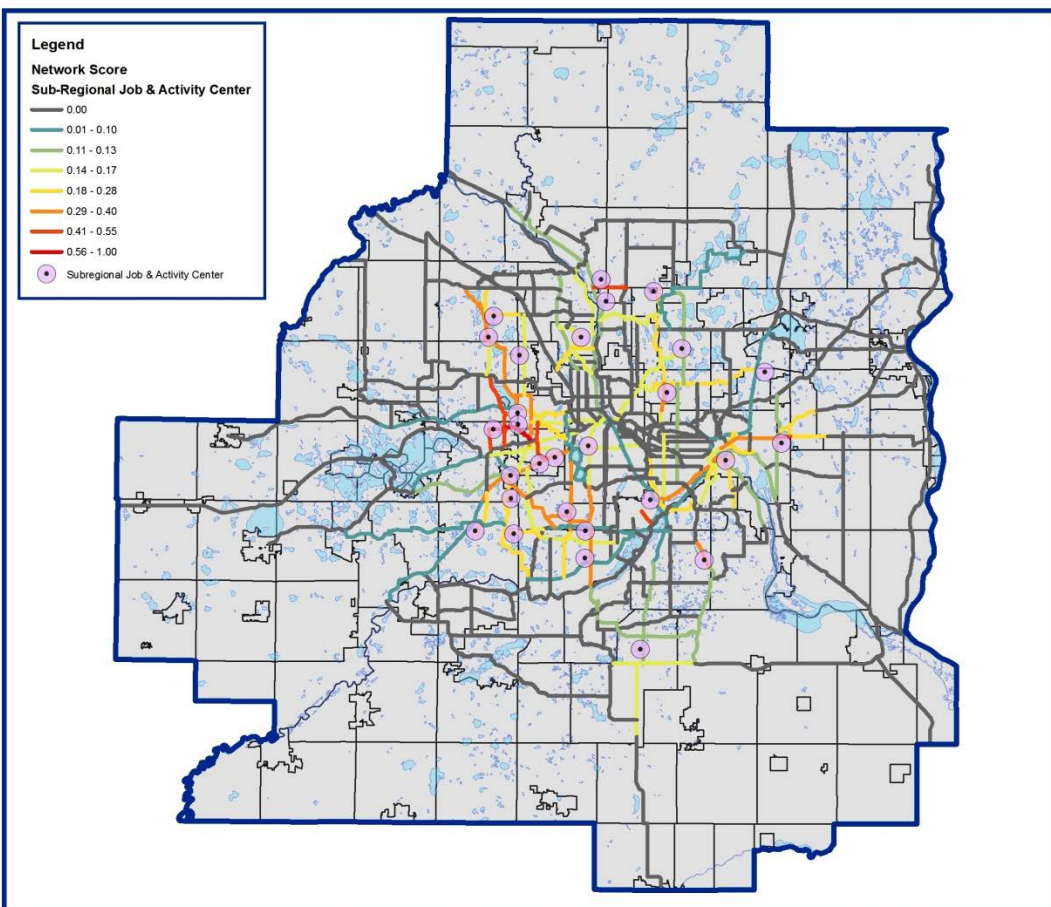 Legend
Network Score
Sub-Regional Job & Activity Center
0.00
0.01 - 0.10
0.11 - 0.13
0.14 - 0.17
0.18 - 0.28
0.29 - 0.40
0.41 - 0.55
0.56 - 1.00
Subregional Job & Activity Center